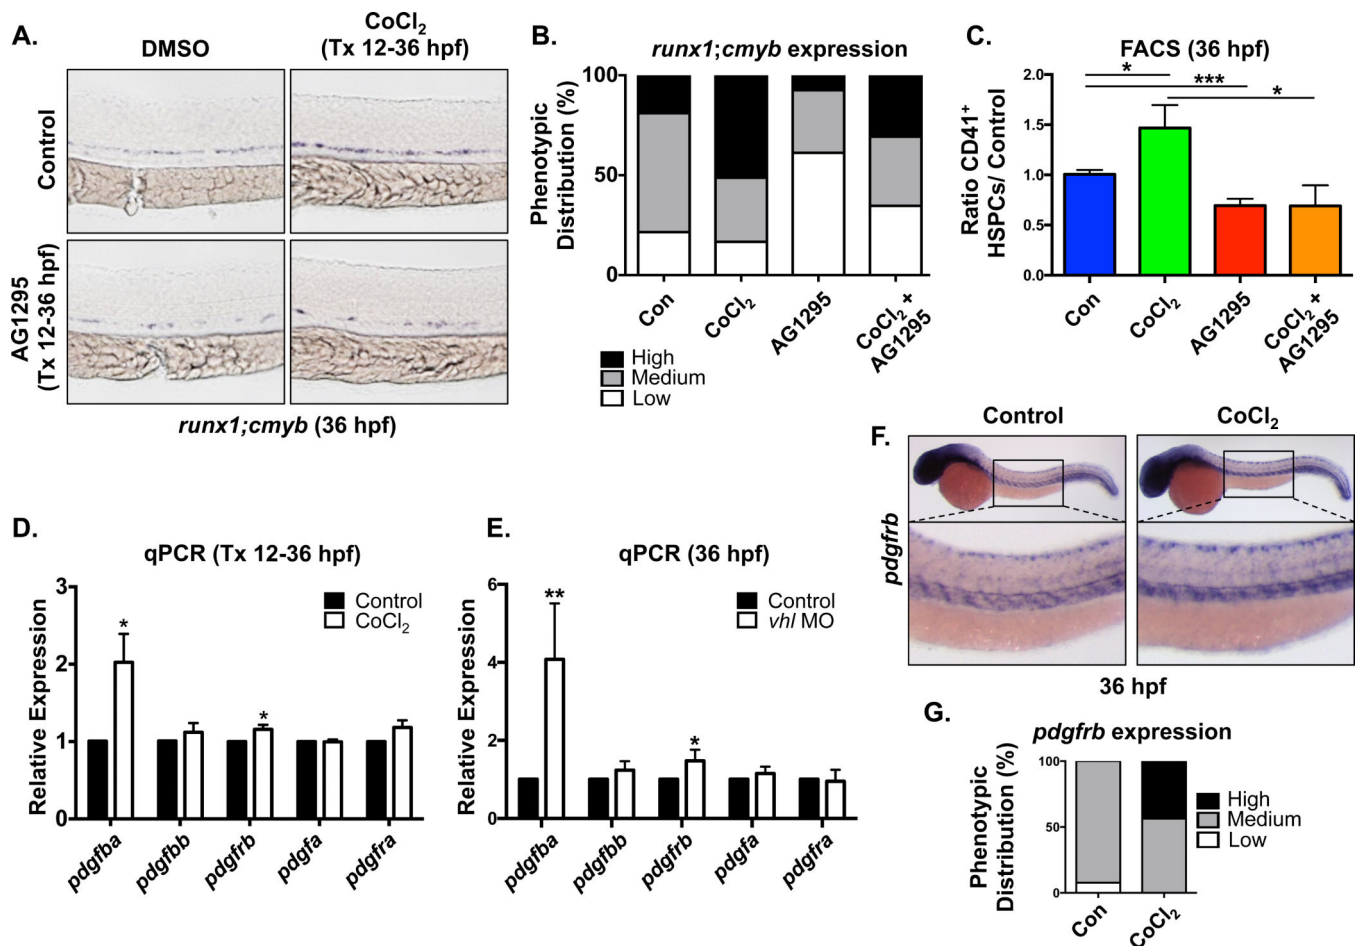 A.
DMSO
CoCl₂
(Tx 12-36 hpf)
Control
AG1295
(Tx 12-36 hpf)
runx1;cmyb (36 hpf)
B.
runx1;cmyb expression
Phenotypic
Distribution (%)
100
50
0
Con
CoCl₂
AG1295
CoCl₂ +
AG1295
High
Medium
Low
C.
FACS (36 hpf)
Ratio CD41⁺
HSPCs/ Control
2.0
1.5
1.0
0.5
0.0
*
***
*
Con
CoCl₂
AG1295
CoCl₂ +
AG1295
D.
qPCR (Tx 12-36 hpf)
Relative Expression
3
2
1
0
Control
CoCl₂
*
*
pdgfba
pdgfbb
pdgfrb
pdgfa
pdgfra
E.
qPCR (36 hpf)
Relative Expression
6
4
2
0
Control
vhl MO
**
*
pdgfba
pdgfbb
pdgfrb
pdgfa
pdgfra
F.
Control
CoCl₂
pdgfrb
36 hpf
G.
pdgfrb expression
Phenotypic
Distribution (%)
100
50
0
Con
CoCl₂
High
Medium
Low